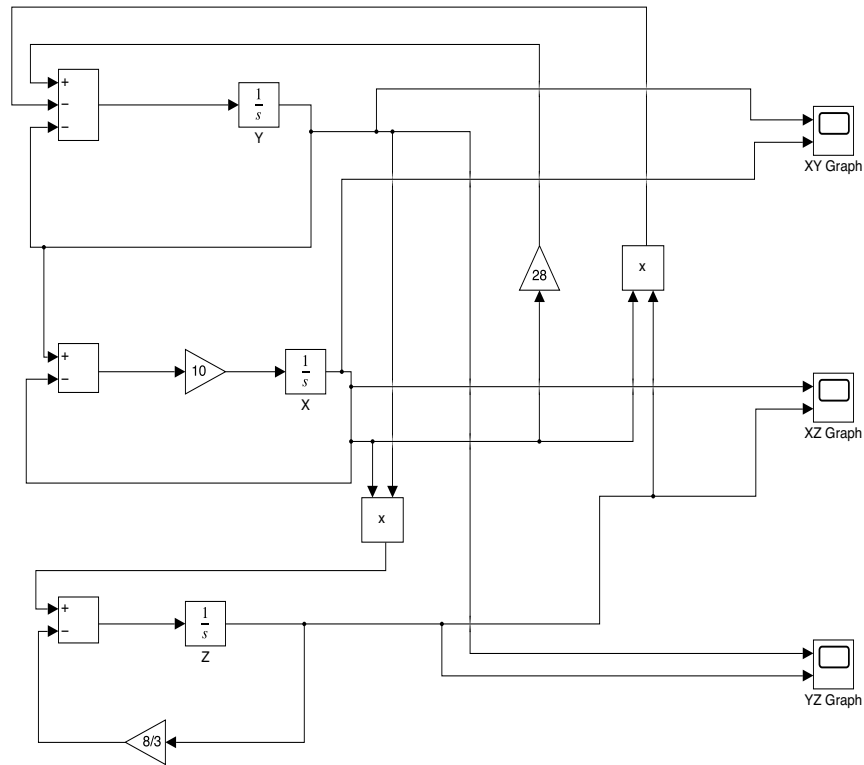 +
−
−
1
s
Y
XY Graph
28
x
+
−
10
1
s
X
XZ Graph
x
+
−
1
s
Z
YZ Graph
8/3